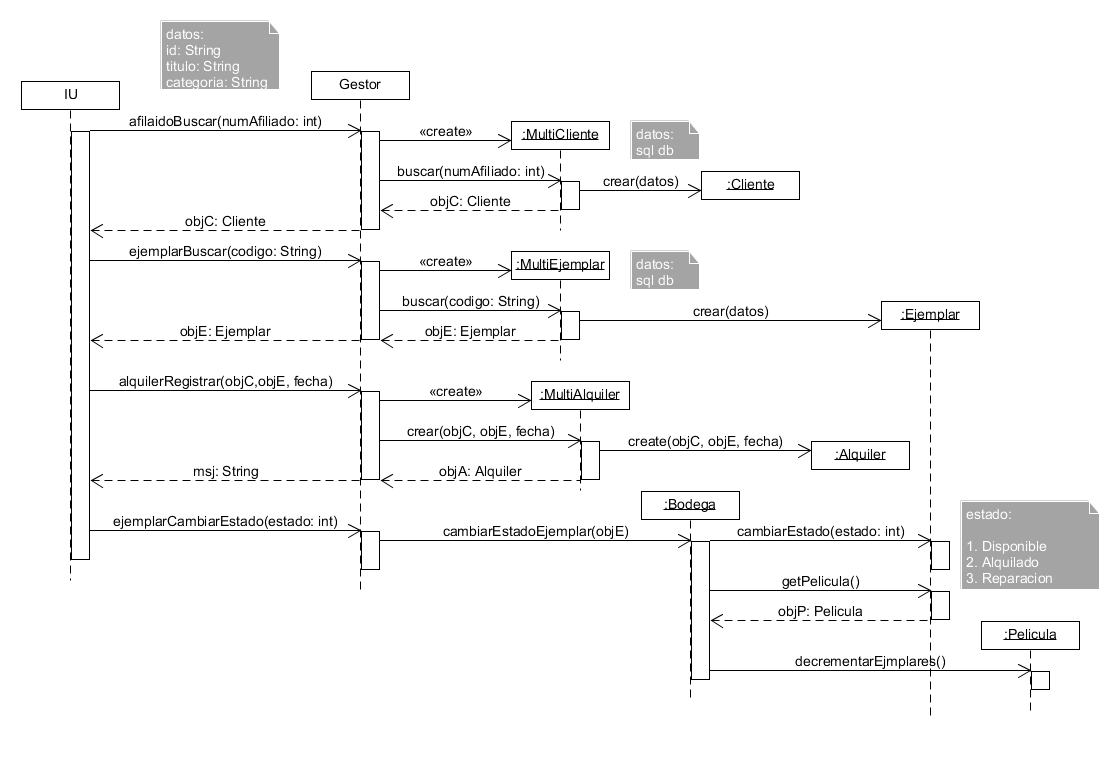 datos:
id: String
titulo: String
categoria: String
IU
Gestor
afilaidoBuscar(numAfiliado: int)
«create»
:MultiCliente
datos:
sql db
buscar(numAfiliado: int)
crear(datos)
:Cliente
objC: Cliente
objC: Cliente
ejemplarBuscar(codigo: String)
«create»
:MultiEjemplar
datos:
sql db
buscar(codigo: String)
crear(datos)
:Ejemplar
objE: Ejemplar
objE: Ejemplar
alquilerRegistrar(objC,objE, fecha)
«create»
:MultiAlquiler
crear(objC, objE, fecha)
create(objC, objE, fecha)
:Alquiler
msj: String
objA: Alquiler
:Bodega
ejemplarCambiarEstado(estado: int)
cambiarEstadoEjemplar(objE)
cambiarEstado(estado: int)
estado:
1. Disponible
2. Alquilado
3. Reparacion
getPelicula()
objP: Pelicula
:Pelicula
decrementarEjmplares()